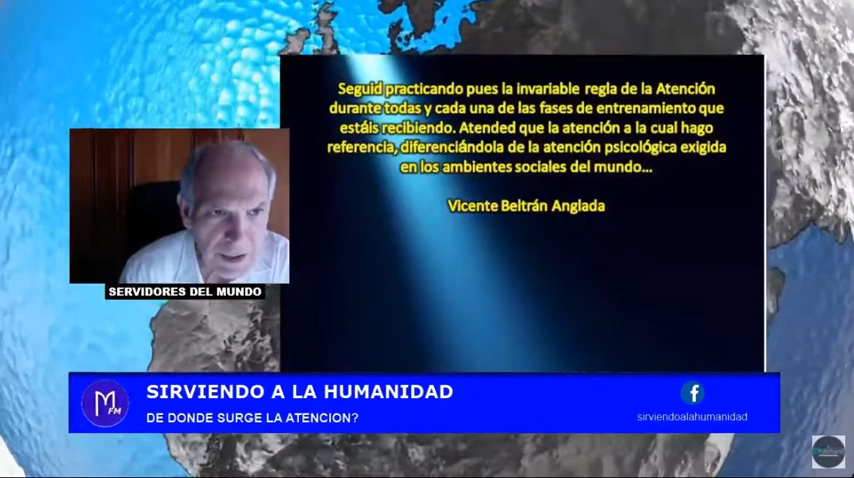 Seguid practicando pues la invariable regla de la Atención
durante todas y cada una de las fases de entrenamiento que
estáis recibiendo. Atended que la atención a la cual hago
referencia, diferenciándola de la atención psicológica exigida
en los ambientes sociales del mundo...
Vicente Beltrán Anglada
SERVIDORES DEL MUNDO
M
FM
SIRVIENDO A LA HUMANIDAD
DE DONDE SURGE LA ATENCION?
f
sirviendoalahumanidad